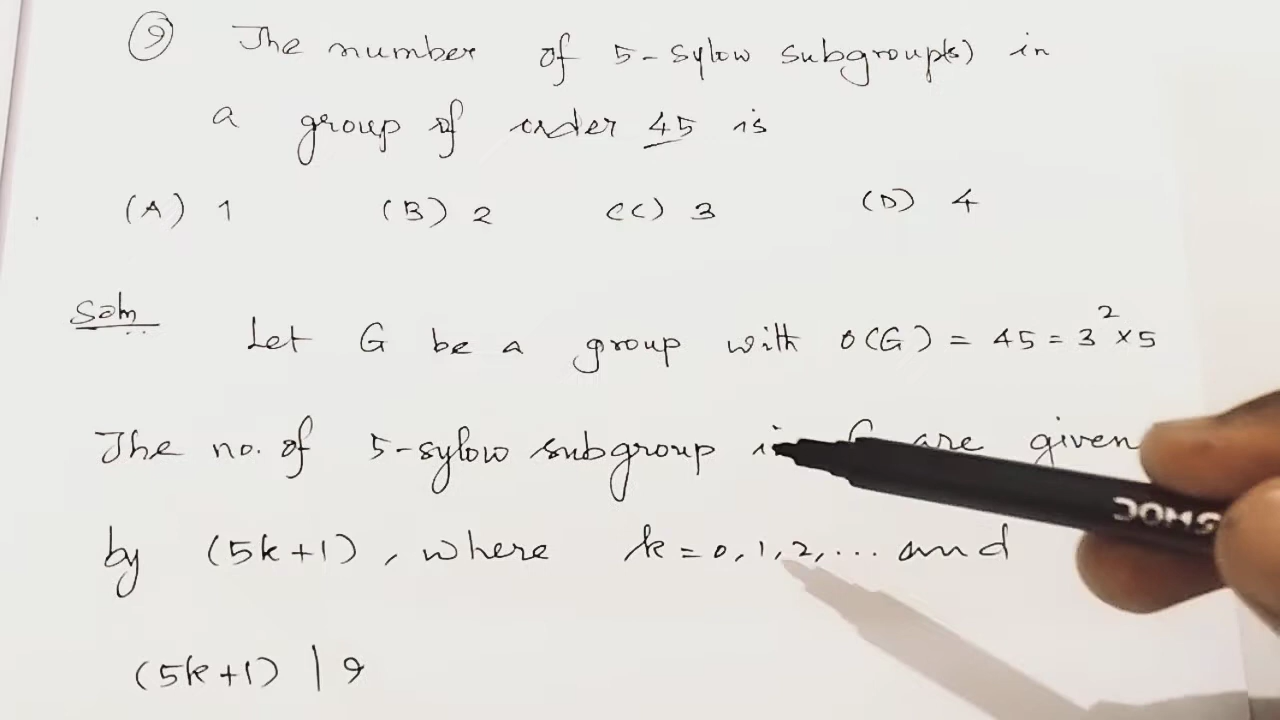 ⑨ The number of 5-Sylow subgroup(s) in
a group of order 45 is
(A) 1 (B) 2 (C) 3 (D) 4
Soln
Let G be a group with o(G) = 45 = 3² × 5
The no. of 5-sylow subgroup in G are given
by (5k+1), where k = 0, 1, 2, ... and
(5k+1) | 9
DOMS